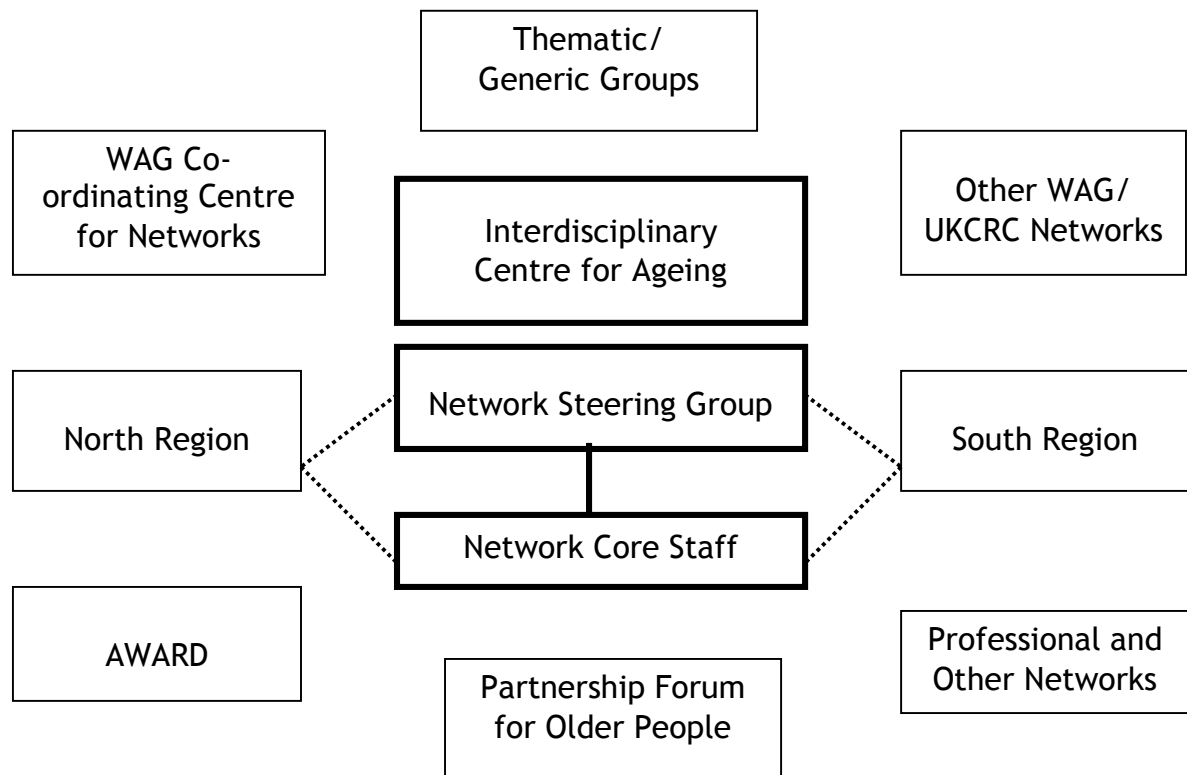 Thematic/
Generic Groups
WAG Co-
ordinating Centre
for Networks
Interdisciplinary
Centre for Ageing
Other WAG/
UKCRC Networks
North Region
Network Steering Group
South Region
Network Core Staff
AWARD
Partnership Forum
for Older People
Professional and
Other Networks